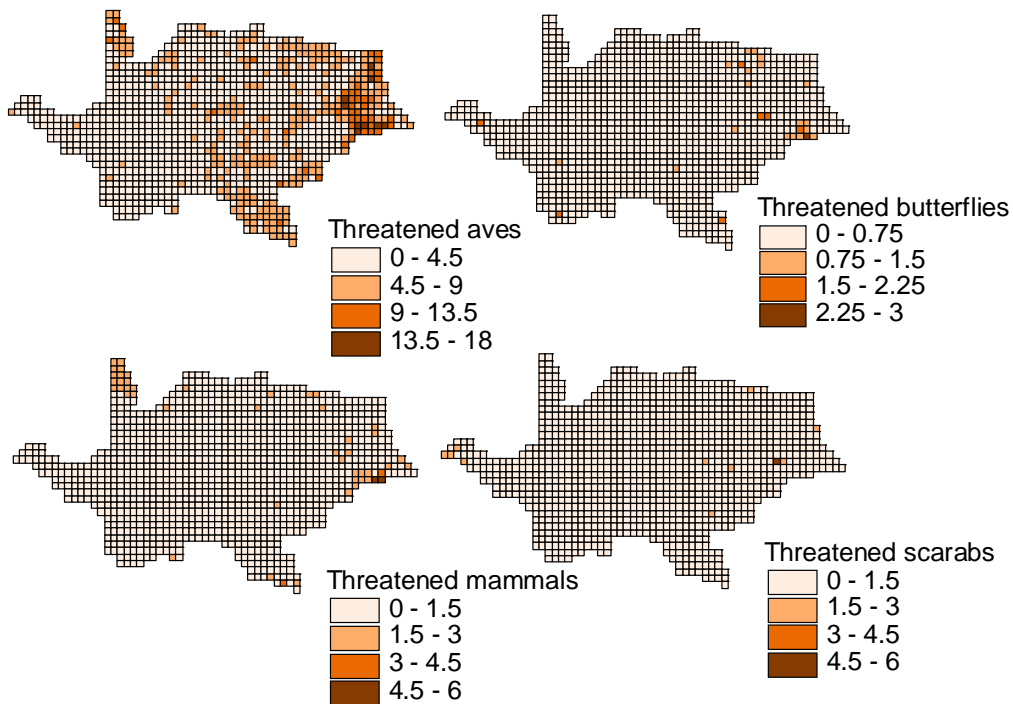 Threatened aves
0 - 4.5
4.5 - 9
9 - 13.5
13.5 - 18
Threatened butterflies
0 - 0.75
0.75 - 1.5
1.5 - 2.25
2.25 - 3
Threatened mammals
0 - 1.5
1.5 - 3
3 - 4.5
4.5 - 6
Threatened scarabs
0 - 1.5
1.5 - 3
3 - 4.5
4.5 - 6